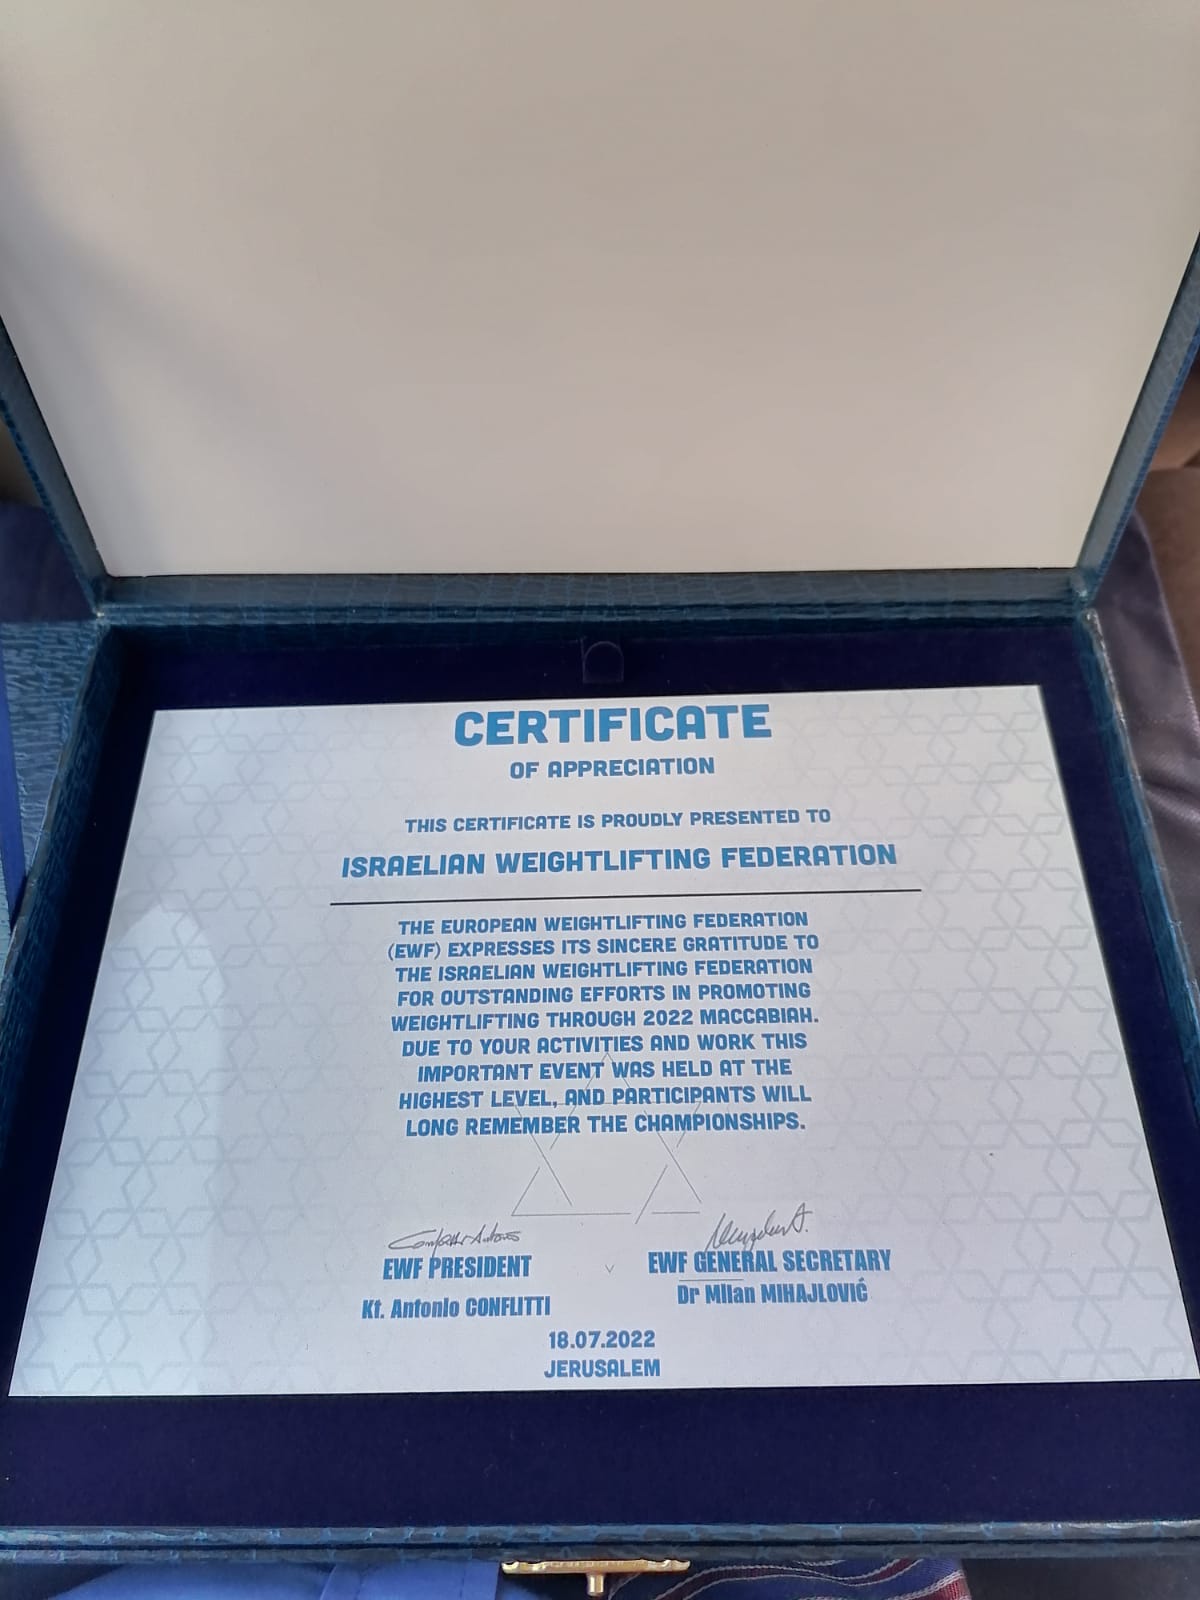 CERTIFICATE
OF APPRECIATION
THIS CERTIFICATE IS PROUDLY PRESENTED TO
ISRAELIAN WEIGHTLIFTING FEDERATION
THE EUROPEAN WEIGHTLIFTING FEDERATION
(EWF) EXPRESSES ITS SINCERE GRATITUDE TO
THE ISRAELIAN WEIGHTLIFTING FEDERATION
FOR OUTSTANDING EFFORTS IN PROMOTING
WEIGHTLIFTING THROUGH 2022 MACCABIAH.
DUE TO YOUR ACTIVITIES AND WORK THIS
IMPORTANT EVENT WAS HELD AT THE
HIGHEST LEVEL, AND PARTICIPANTS WILL
LONG REMEMBER THE CHAMPIONSHIPS.
EWF PRESIDENT
Kt. Antonio CONFLITTI
EWF GENERAL SECRETARY
Dr Milan MIHAJLOVIĆ
18.07.2022
JERUSALEM